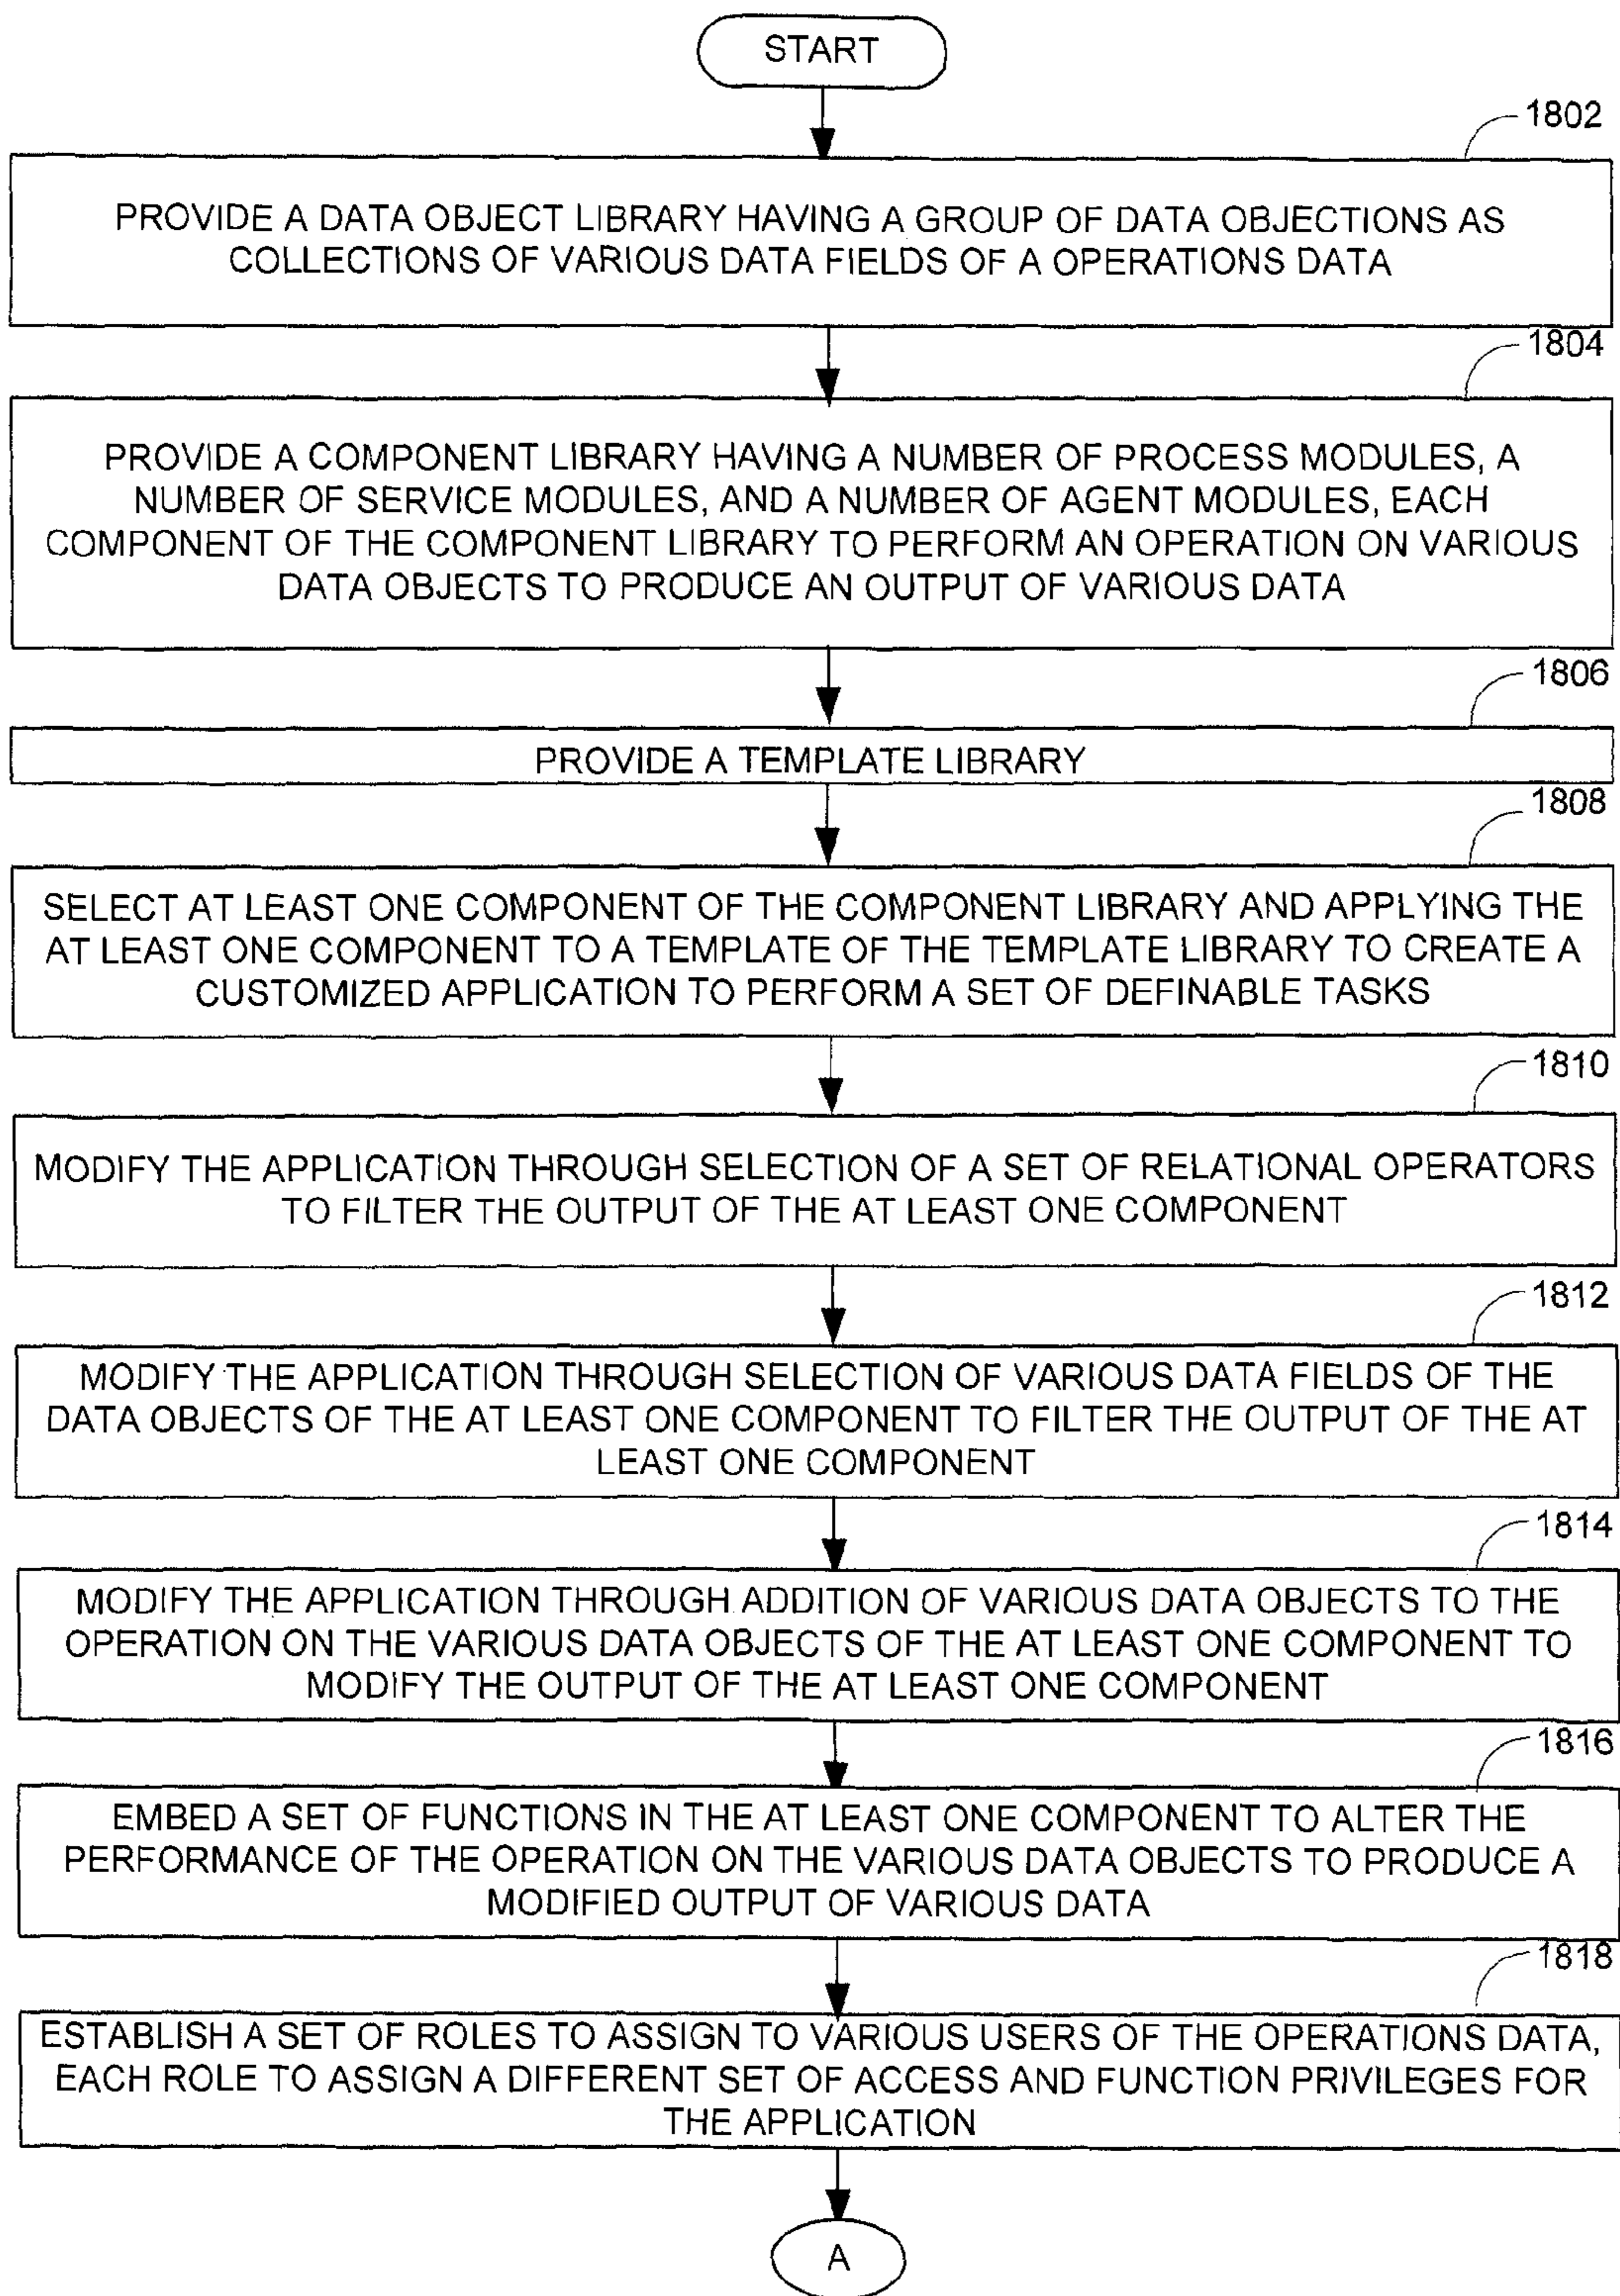 START
1802
PROVIDE A DATA OBJECT LIBRARY HAVING A GROUP OF DATA OBJECTIONS AS
COLLECTIONS OF VARIOUS DATA FIELDS OF A OPERATIONS DATA
1804
PROVIDE A COMPONENT LIBRARY HAVING A NUMBER OF PROCESS MODULES, A
NUMBER OF SERVICE MODULES, AND A NUMBER OF AGENT MODULES, EACH
COMPONENT OF THE COMPONENT LIBRARY TO PERFORM AN OPERATION ON VARIOUS
DATA OBJECTS TO PRODUCE AN OUTPUT OF VARIOUS DATA
1806
PROVIDE A TEMPLATE LIBRARY
1808
SELECT AT LEAST ONE COMPONENT OF THE COMPONENT LIBRARY AND APPLYING THE
AT LEAST ONE COMPONENT TO A TEMPLATE OF THE TEMPLATE LIBRARY TO CREATE A
CUSTOMIZED APPLICATION TO PERFORM A SET OF DEFINABLE TASKS
1810
MODIFY THE APPLICATION THROUGH SELECTION OF A SET OF RELATIONAL OPERATORS
TO FILTER THE OUTPUT OF THE AT LEAST ONE COMPONENT
1812
MODIFY THE APPLICATION THROUGH SELECTION OF VARIOUS DATA FIELDS OF THE
DATA OBJECTS OF THE AT LEAST ONE COMPONENT TO FILTER THE OUTPUT OF THE AT
LEAST ONE COMPONENT
1814
MODIFY THE APPLICATION THROUGH ADDITION OF VARIOUS DATA OBJECTS TO THE
OPERATION ON THE VARIOUS DATA OBJECTS OF THE AT LEAST ONE COMPONENT TO
MODIFY THE OUTPUT OF THE AT LEAST ONE COMPONENT
1816
EMBED A SET OF FUNCTIONS IN THE AT LEAST ONE COMPONENT TO ALTER THE
PERFORMANCE OF THE OPERATION ON THE VARIOUS DATA OBJECTS TO PRODUCE A
MODIFIED OUTPUT OF VARIOUS DATA
1818
ESTABLISH A SET OF ROLES TO ASSIGN TO VARIOUS USERS OF THE OPERATIONS DATA,
EACH ROLE TO ASSIGN A DIFFERENT SET OF ACCESS AND FUNCTION PRIVILEGES FOR
THE APPLICATION
A